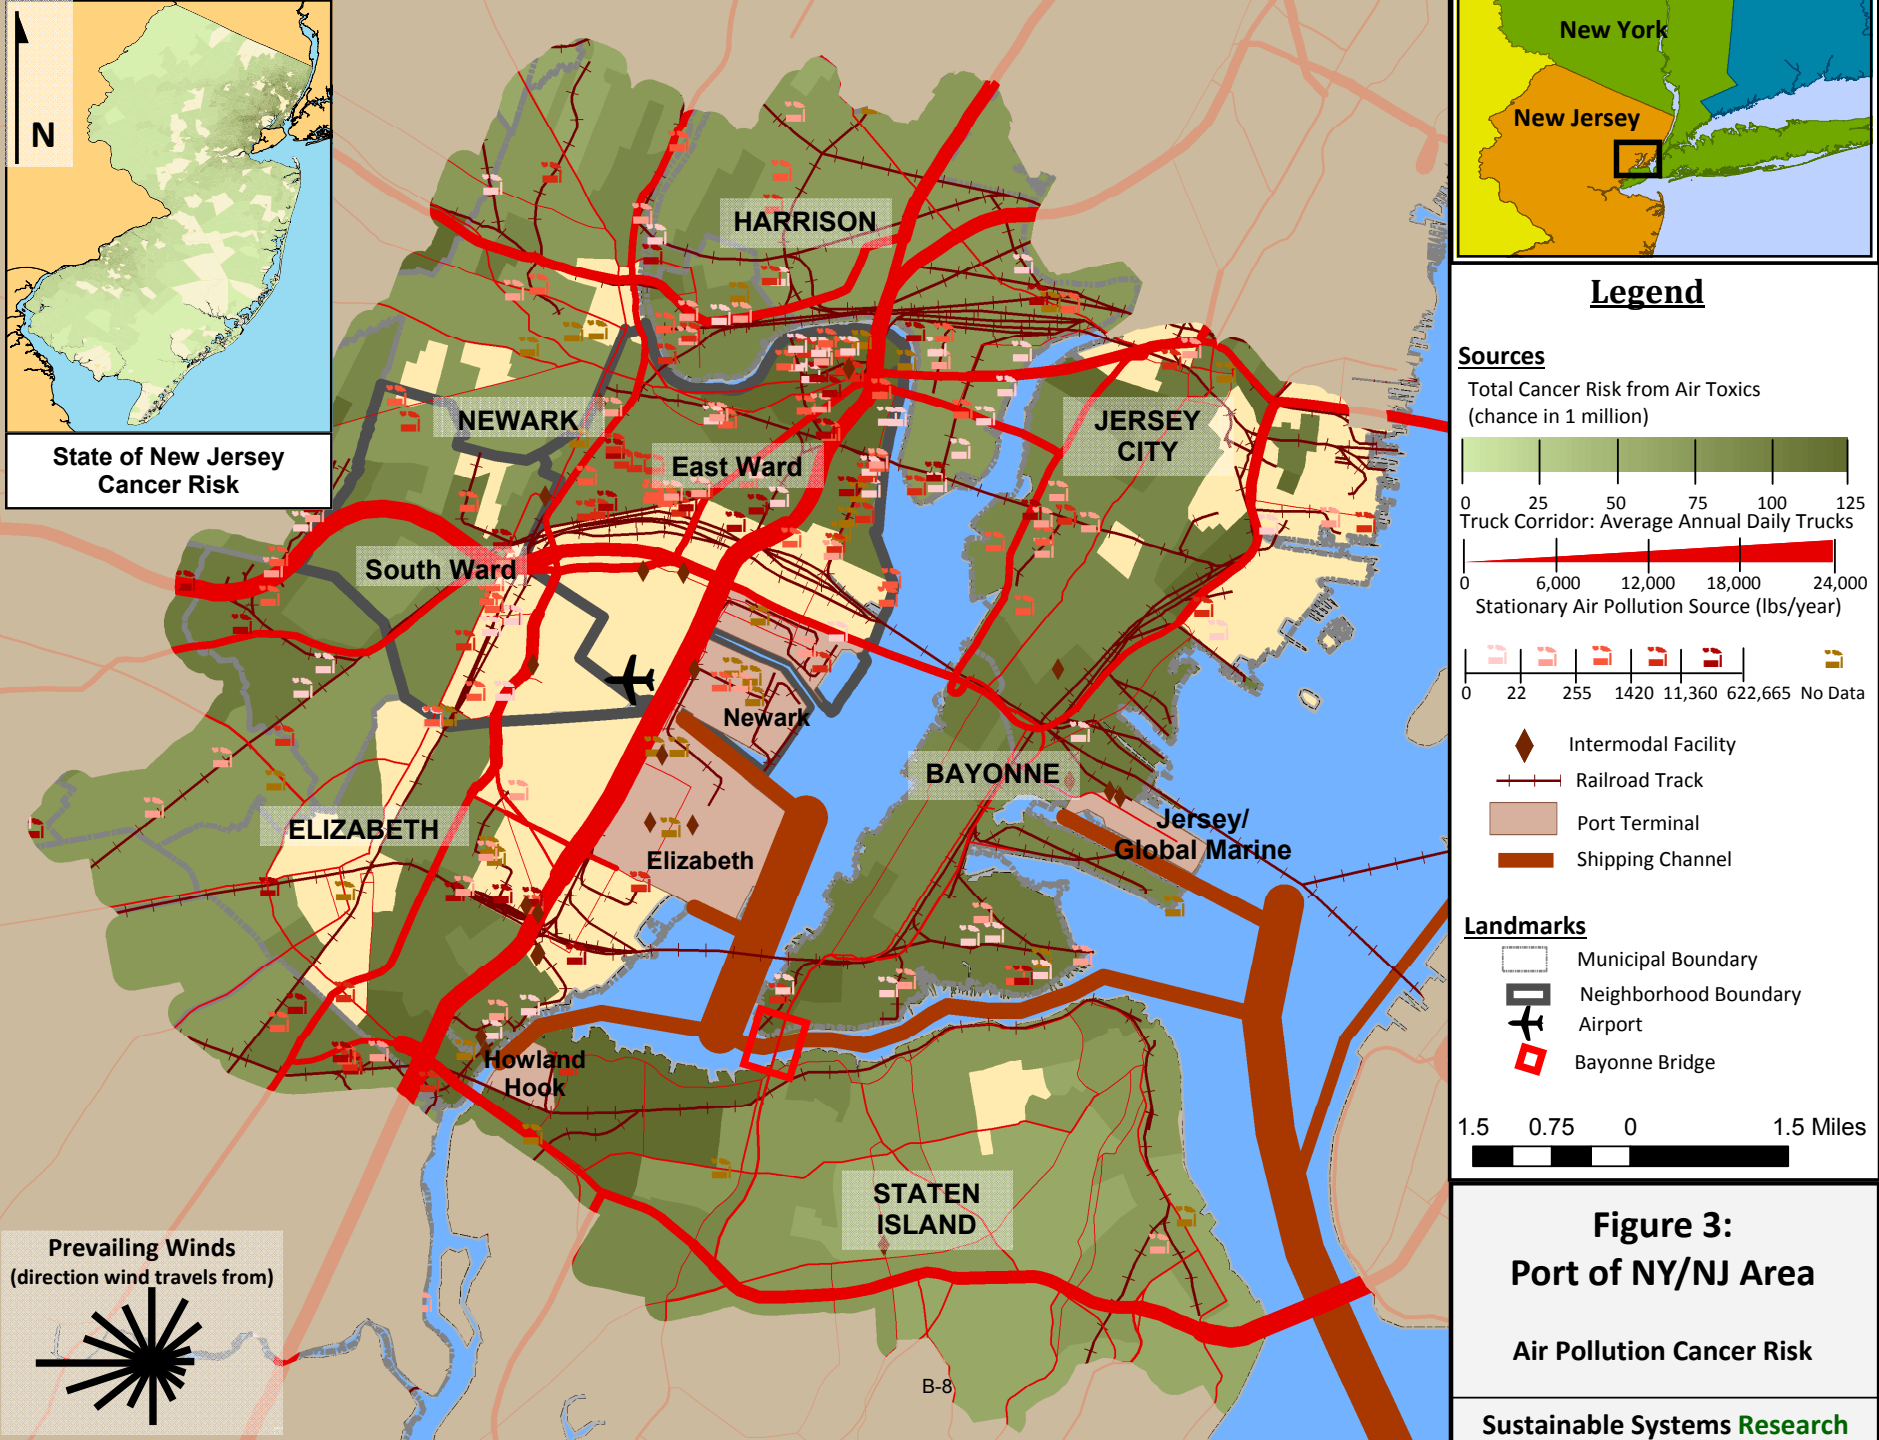 N
State of New Jersey
Cancer Risk
New York
New Jersey
HARRISON
NEWARK
East Ward
JERSEY
CITY
South Ward
Newark
BAYONNE
ELIZABETH
Elizabeth
Jersey/
Global Marine
Howland
Hook
STATEN
ISLAND
Prevailing Winds
(direction wind travels from)
B-8
Legend
Sources
Total Cancer Risk from Air Toxics
(chance in 1 million)
0 25 50 75 100 125
Truck Corridor: Average Annual Daily Trucks
0 6,000 12,000 18,000 24,000
Stationary Air Pollution Source (lbs/year)
0 22 255 1420 11,360 622,665 No Data
Intermodal Facility
Railroad Track
Port Terminal
Shipping Channel
Landmarks
Municipal Boundary
Neighborhood Boundary
Airport
Bayonne Bridge
1.5 0.75 0 1.5 Miles
Figure 3:
Port of NY/NJ Area
Air Pollution Cancer Risk
Sustainable Systems Research